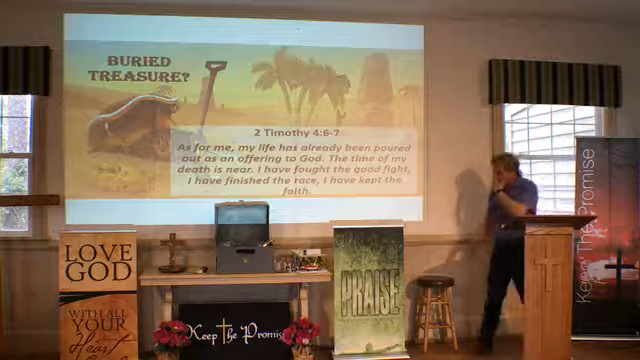 BURIED
TREASURE?
2 Timothy 4:6-7
As for me, my life has already been poured
out as an offering to God. The time of my
death is near. I have fought the good fight,
I have finished the race, I have kept the
faith.
LOVE
GOD
WITH ALL
YOUR
Heart
Keep The Promise
PRAISE
Keep The Promise